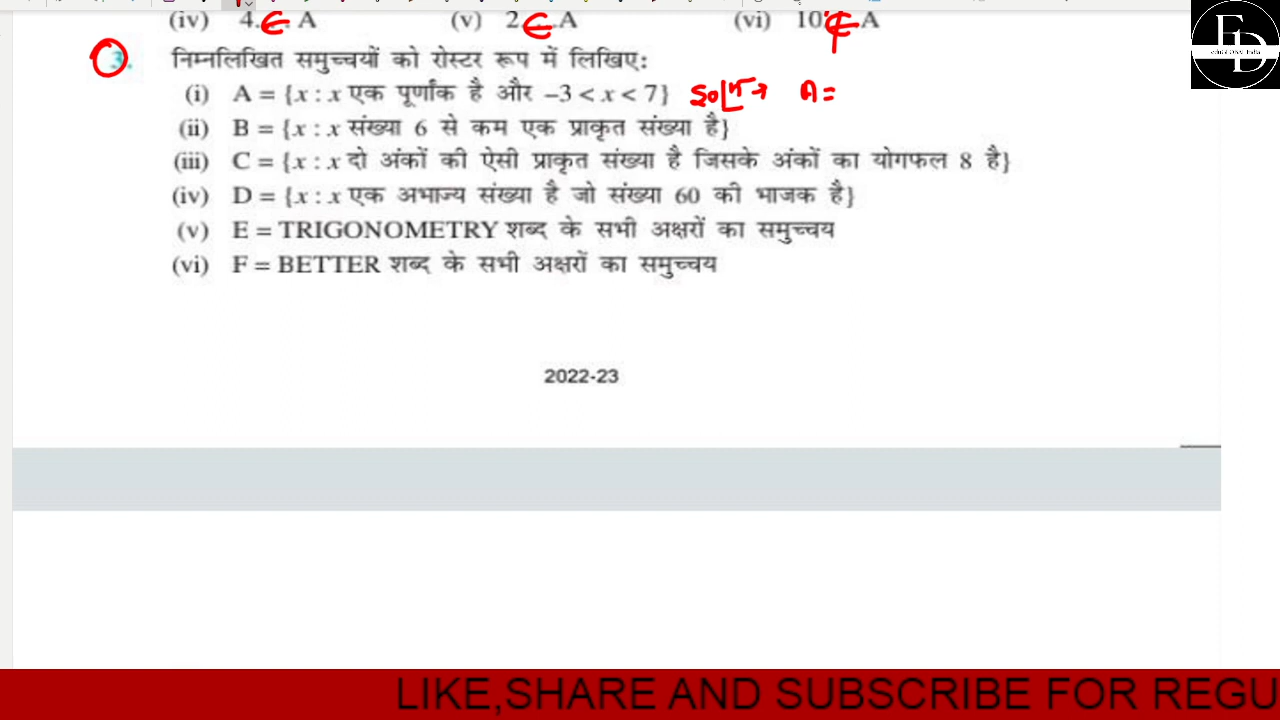 (iv) 4.∈. A (v) 2 ∈.A (vi) 10.∉ A
3. निम्नलिखित समुच्चयों को रोस्टर रूप में लिखिए:
(i) A = {x : x एक पूर्णांक है और –3 < x < 7} Solⁿ→ A =
(ii) B = {x : x संख्या 6 से कम एक प्राकृत संख्या है}
(iii) C = {x : x दो अंकों की ऐसी प्राकृत संख्या है जिसके अंकों का योगफल 8 है}
(iv) D = {x : x एक अभाज्य संख्या है जो संख्या 60 की भाजक है}
(v) E = TRIGONOMETRY शब्द के सभी अक्षरों का समुच्चय
(vi) F = BETTER शब्द के सभी अक्षरों का समुच्चय
2022-23
E
D
LIKE,SHARE AND SUBSCRIBE FOR REGU